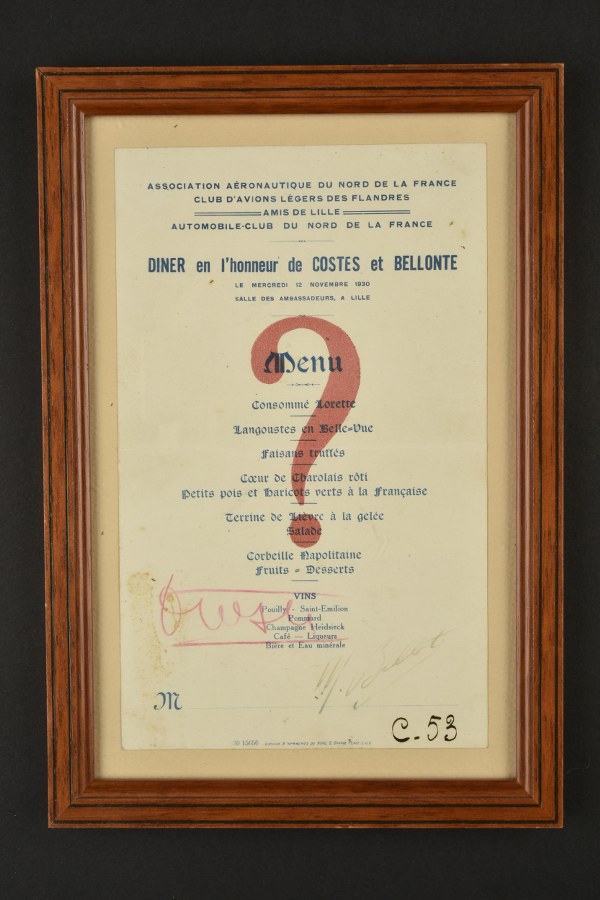 ASSOCIATION AÉRONAUTIQUE DU NORD DE LA FRANCE
CLUB D'AVIONS LÉGERS DES FLANDRES
AMIS DE LILLE
AUTOMOBILE-CLUB DU NORD DE LA FRANCE
DINER en l'honneur de COSTES et BELLONTE
LE MERCREDI 12 NOVEMBRE 1930
SALLE DES AMBASSADEURS, A LILLE
?
Menu
Consommé Lorette
Langoustes en Belle-Vue
Faisans truffés
Cœur de Charolais rôti
Petits pois et haricots verts à la Française
Terrine de Lièvre à la gelée
Salade
Corbeille Napolitaine
Fruits - Desserts
VINS
Pouilly - Saint-Emilion
Pommard
Champagne Heidsieck
Café — Liqueurs
Bière et Eau minérale
M
C-53